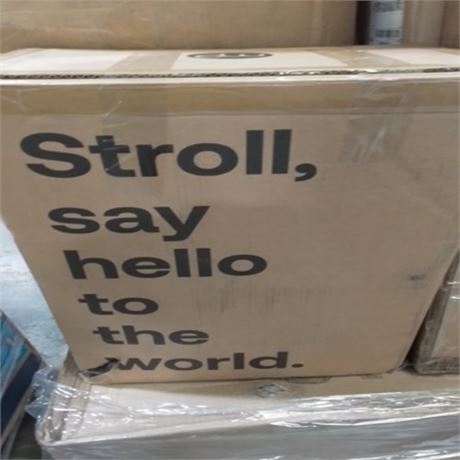 Stroll,
say
hello
to
the
world.